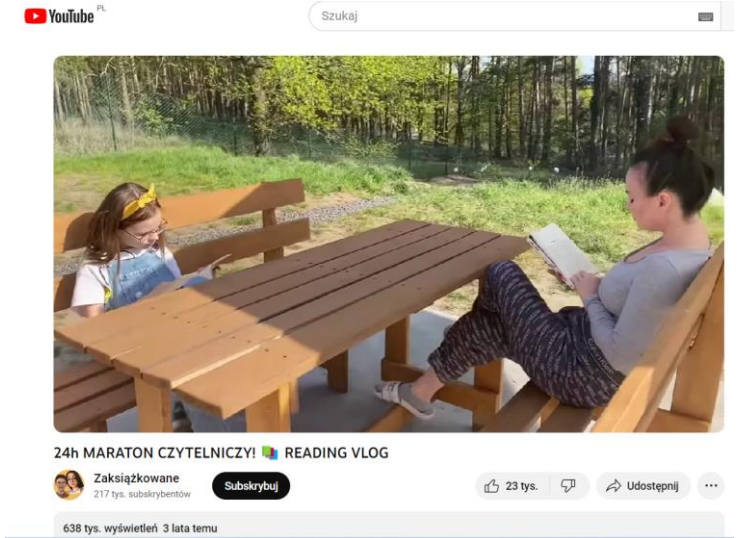 YouTube PL
Szukaj
24h MARATON CZYTELNICZY! 📚 READING VLOG
Zaksiążkowane
217 tys. subskrybentów
Subskrybuj
23 tys.
Udostępnij
638 tys. wyświetleń 3 lata temu